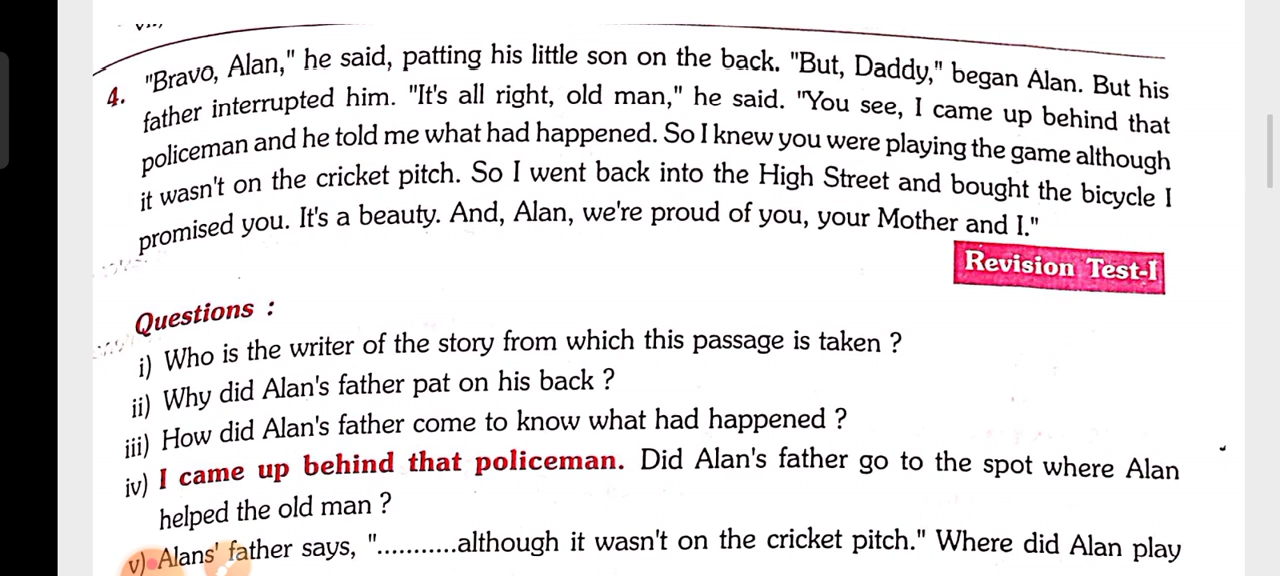 4. "Bravo, Alan," he said, patting his little son on the back. "But, Daddy," began Alan. But his
father interrupted him. "It's all right, old man," he said. "You see, I came up behind that
policeman and he told me what had happened. So I knew you were playing the game although
it wasn't on the cricket pitch. So I went back into the High Street and bought the bicycle I
promised you. It's a beauty. And, Alan, we're proud of you, your Mother and I."
Revision Test-I
Questions :
i) Who is the writer of the story from which this passage is taken ?
ii) Why did Alan's father pat on his back ?
iii) How did Alan's father come to know what had happened ?
iv) I came up behind that policeman. Did Alan's father go to the spot where Alan
helped the old man ?
v) Alans' father says, "...........although it wasn't on the cricket pitch." Where did Alan play